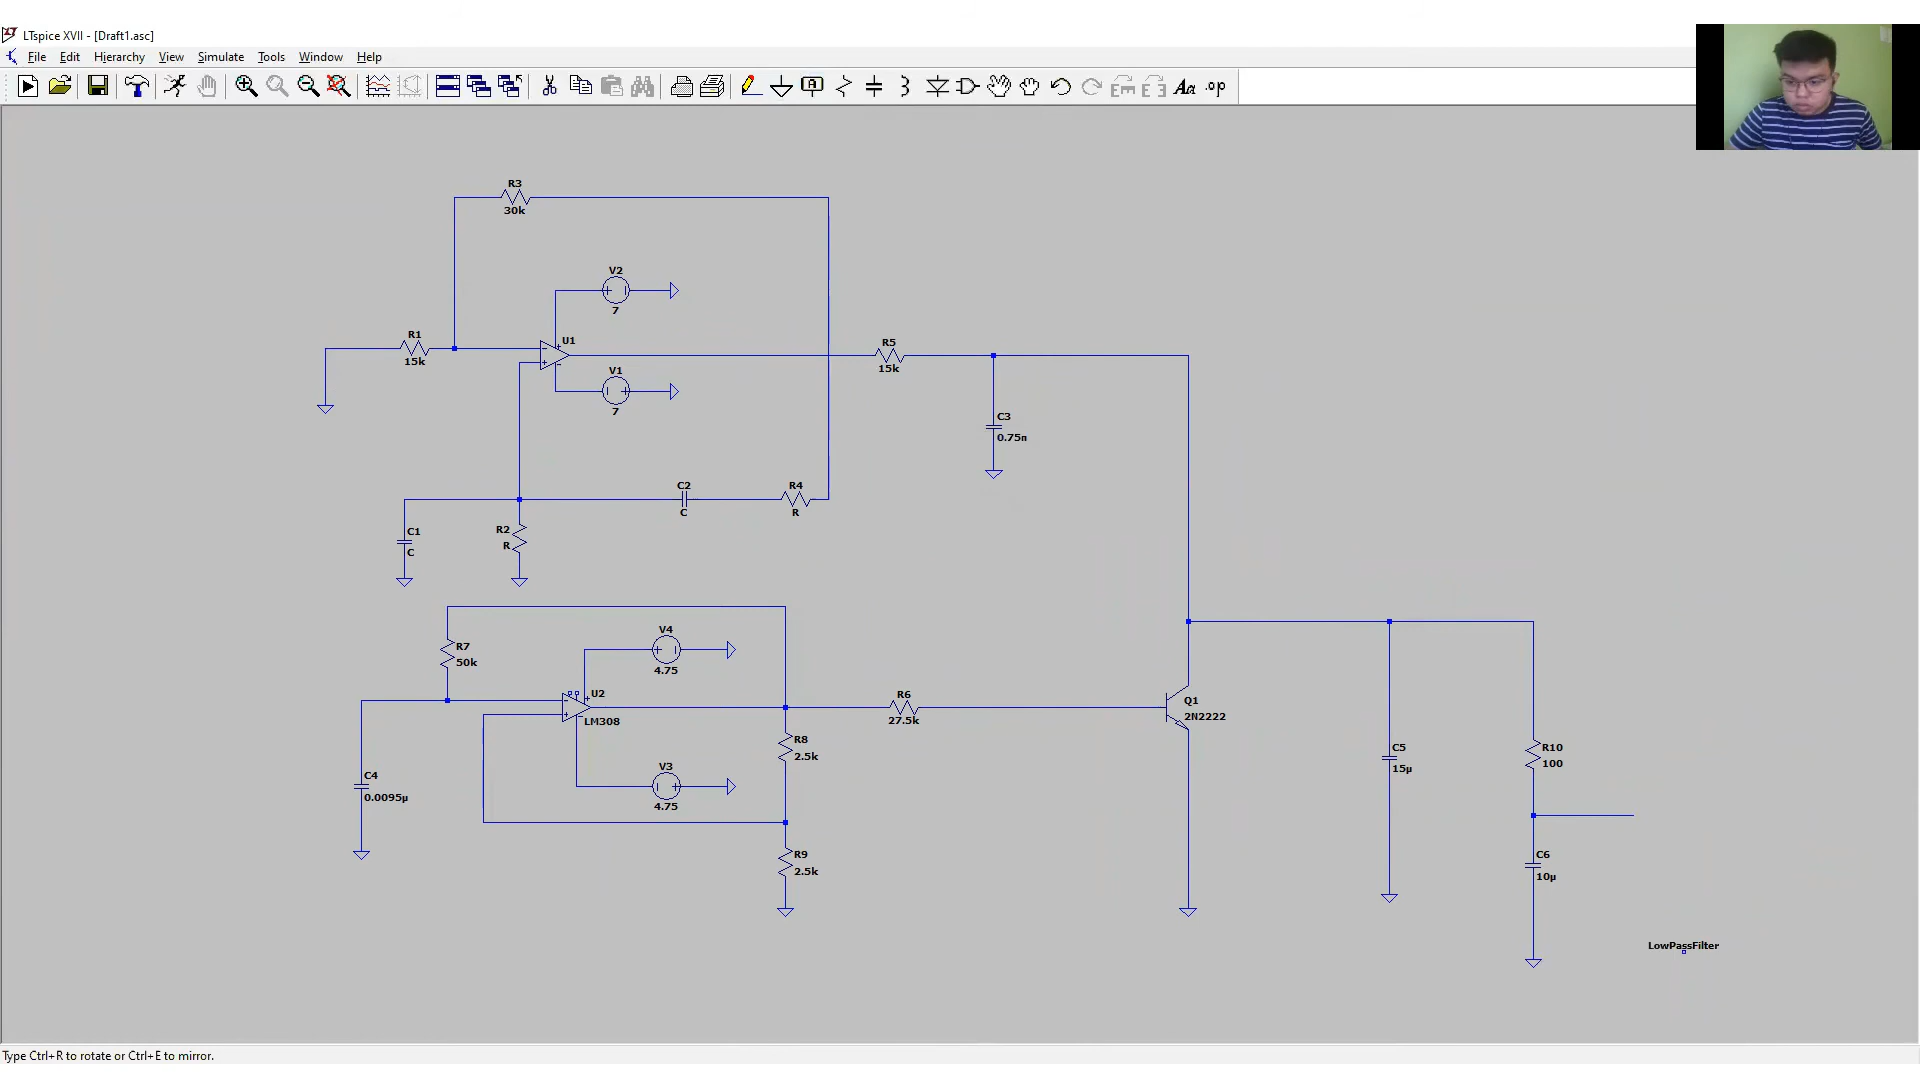 LTspice XVII - [Draft1.asc]
File Edit Hierarchy View Simulate Tools Window Help
A Aa .op
R3
30k
V2
7
R1
15k
U1
V1
7
R5
15k
C3
0.75n
C2
C
R4
R
C1
C
R2
R
R7
50k
V4
4.75
U2
LM308
R6
27.5k
Q1
2N2222
R8
2.5k
V3
4.75
C4
0.0095µ
C5
15µ
R10
100
R9
2.5k
C6
10µ
LowPassFilter
Type Ctrl+R to rotate or Ctrl+E to mirror.